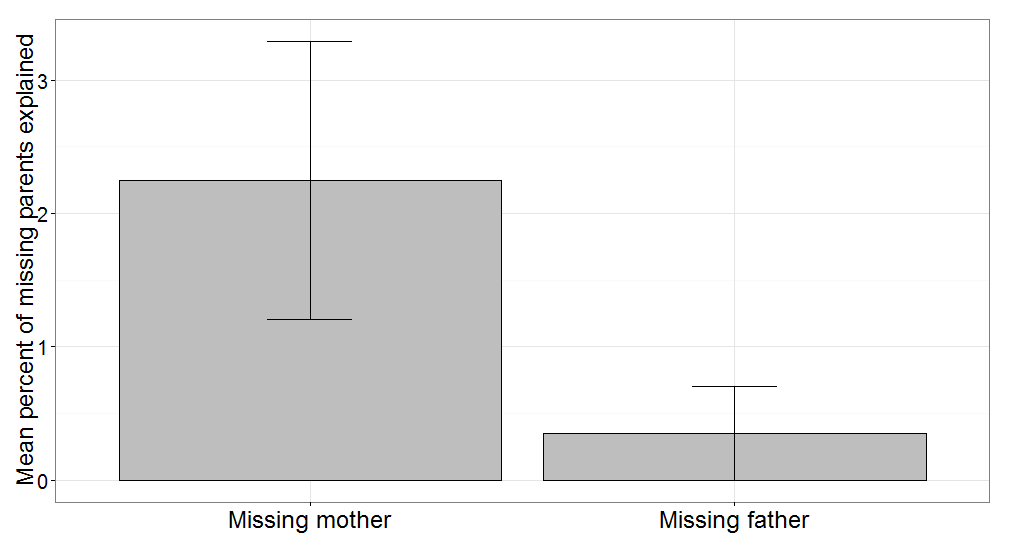 Mean percent of missing parents explained
3
2
1
0
Missing mother
Missing father